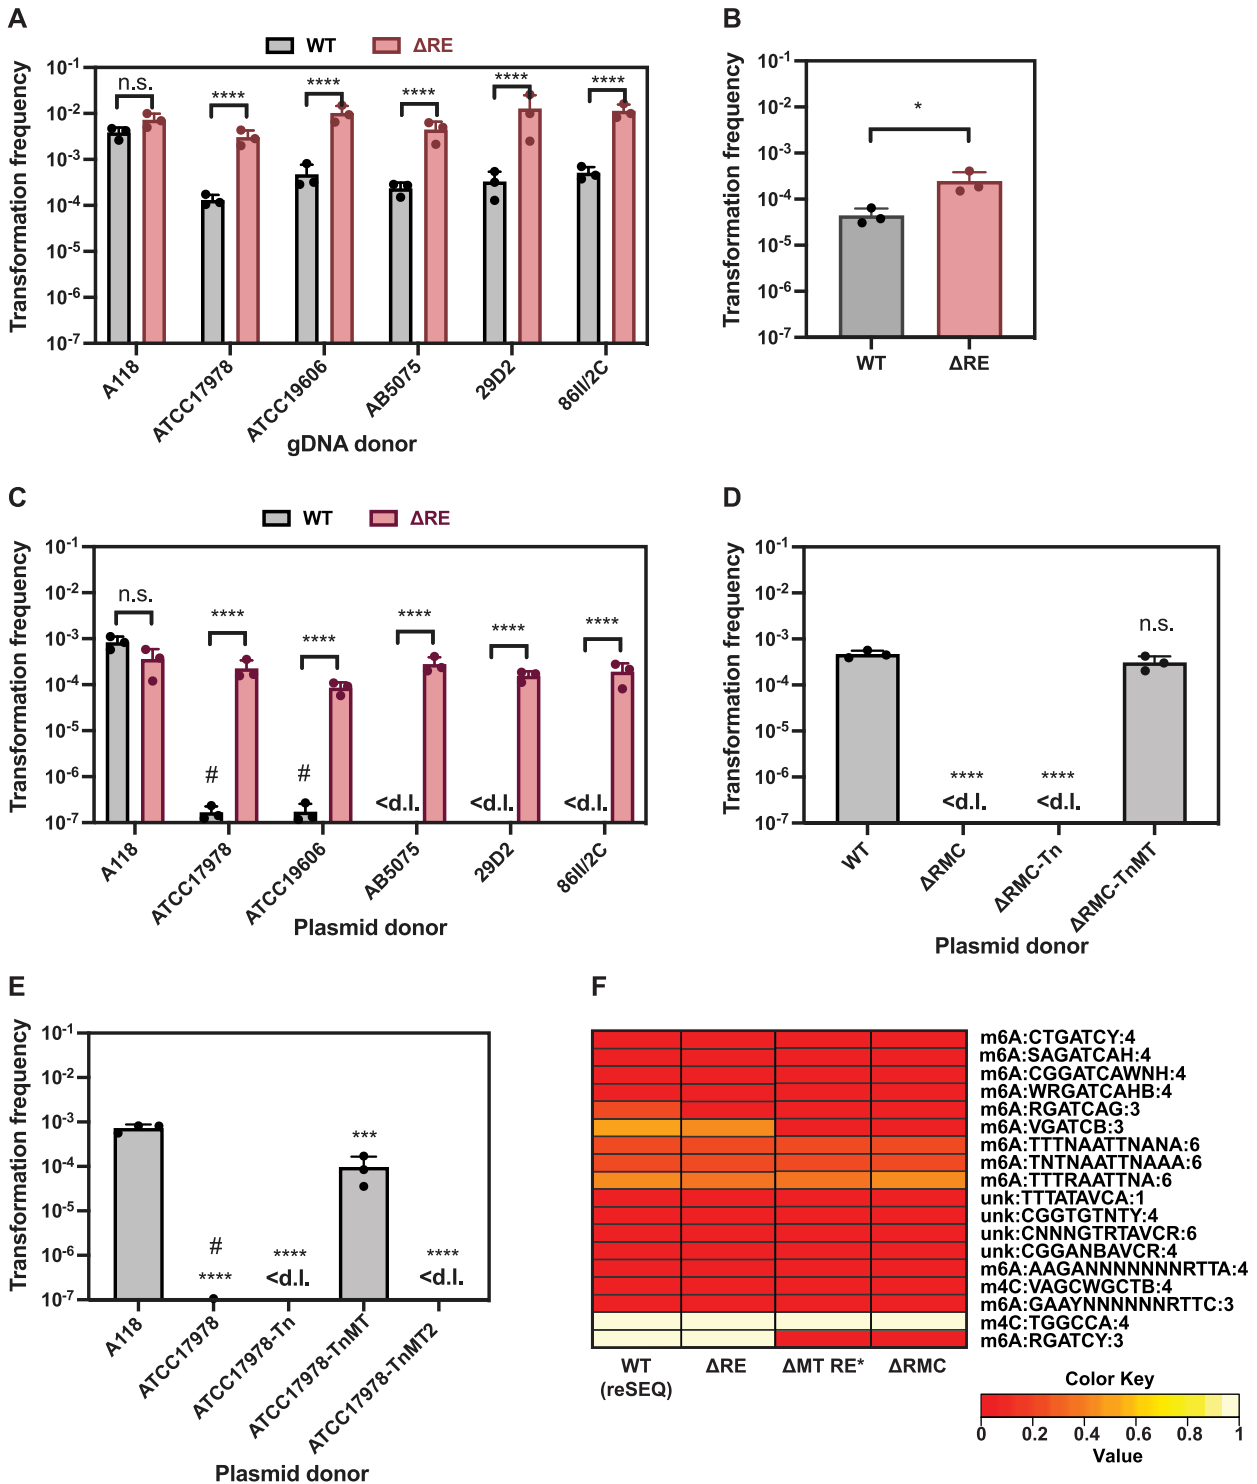 A
WT
ΔRE
Transformation frequency
10-1
10-2
10-3
10-4
10-5
10-6
10-7
n.s.
****
****
****
****
****
A118
ATCC17978
ATCC19606
AB5075
29D2
86II/2C
gDNA donor
B
Transformation frequency
10-1
10-2
10-3
10-4
10-5
10-6
10-7
*
WT
ΔRE
C
WT
ΔRE
Transformation frequency
10-1
10-2
10-3
10-4
10-5
10-6
10-7
n.s.
****
****
****
****
****
#
#
<d.l.
<d.l.
<d.l.
A118
ATCC17978
ATCC19606
AB5075
29D2
86II/2C
Plasmid donor
D
Transformation frequency
10-1
10-2
10-3
10-4
10-5
10-6
10-7
****
<d.l.
****
<d.l.
n.s.
WT
ΔRMC
ΔRMC-Tn
ΔRMC-TnMT
Plasmid donor
E
Transformation frequency
10-1
10-2
10-3
10-4
10-5
10-6
10-7
#
****
****
<d.l.
***
****
<d.l.
A118
ATCC17978
ATCC17978-Tn
ATCC17978-TnMT
ATCC17978-TnMT2
Plasmid donor
F
m6A:CTGATCY:4
m6A:SAGATCAH:4
m6A:CGGATCAWNH:4
m6A:WRGATCAHB:4
m6A:RGATCAG:3
m6A:VGATCB:3
m6A:TTTNAATTNANA:6
m6A:TNTNAATTNAAA:6
m6A:TTTRAATTNA:6
unk:TTTATAVCA:1
unk:CGGTGTNTY:4
unk:CNNNGTRTAVCR:6
unk:CGGANBAVCR:4
m6A:AAGANNNNNNNRTTA:4
m4C:VAGCWGCTB:4
m6A:GAAYNNNNNNRTTC:3
m4C:TGGCCA:4
m6A:RGATCY:3
WT
(reSEQ)
ΔRE
ΔMT RE*
ΔRMC
Color Key
0
0.2
0.4
0.6
0.8
1
Value